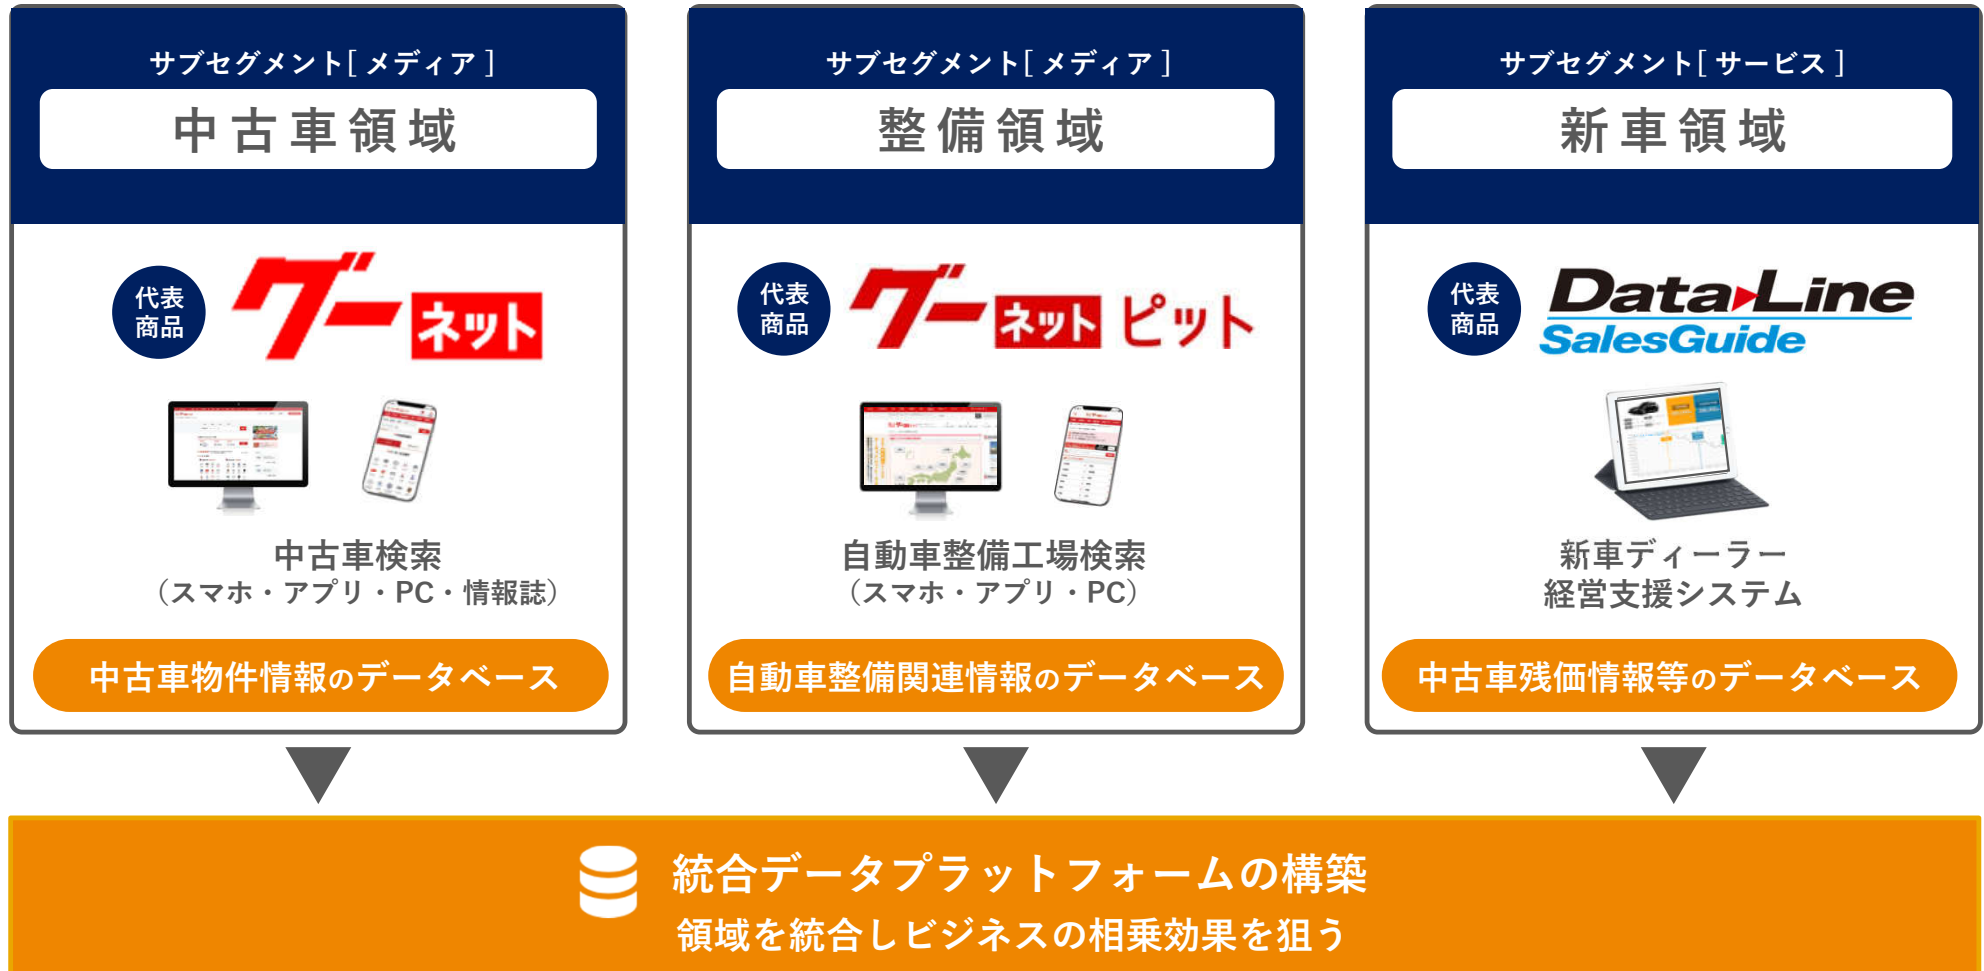 サブセグメント[ メディア ]
中古車領域
代表
商品
グーネット
中古車検索
（スマホ・アプリ・PC・情報誌）
中古車物件情報のデータベース
サブセグメント[ メディア ]
整備領域
代表
商品
グーネット ピット
自動車整備工場検索
（スマホ・アプリ・PC）
自動車整備関連情報のデータベース
サブセグメント[ サービス ]
新車領域
代表
商品
DataLine
SalesGuide
新車ディーラー
経営支援システム
中古車残価情報等のデータベース
統合データプラットフォームの構築
領域を統合しビジネスの相乗効果を狙う